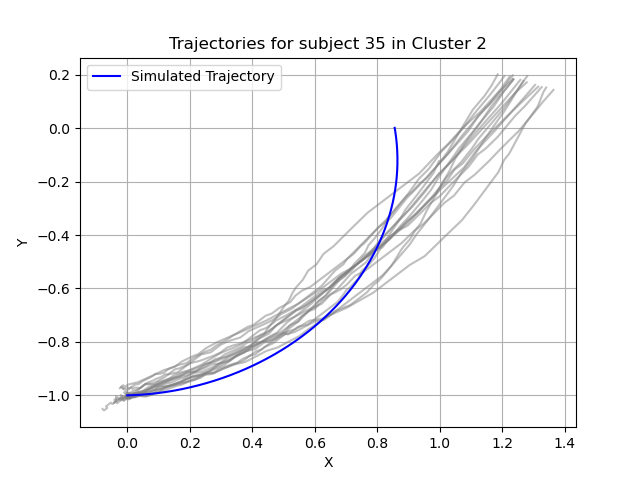 Trajectories for subject 35 in Cluster 2
Simulated Trajectory
0.2
0.0
−0.2
−0.4
−0.6
−0.8
−1.0
Y
0.0 0.2 0.4 0.6 0.8 1.0 1.2 1.4
X